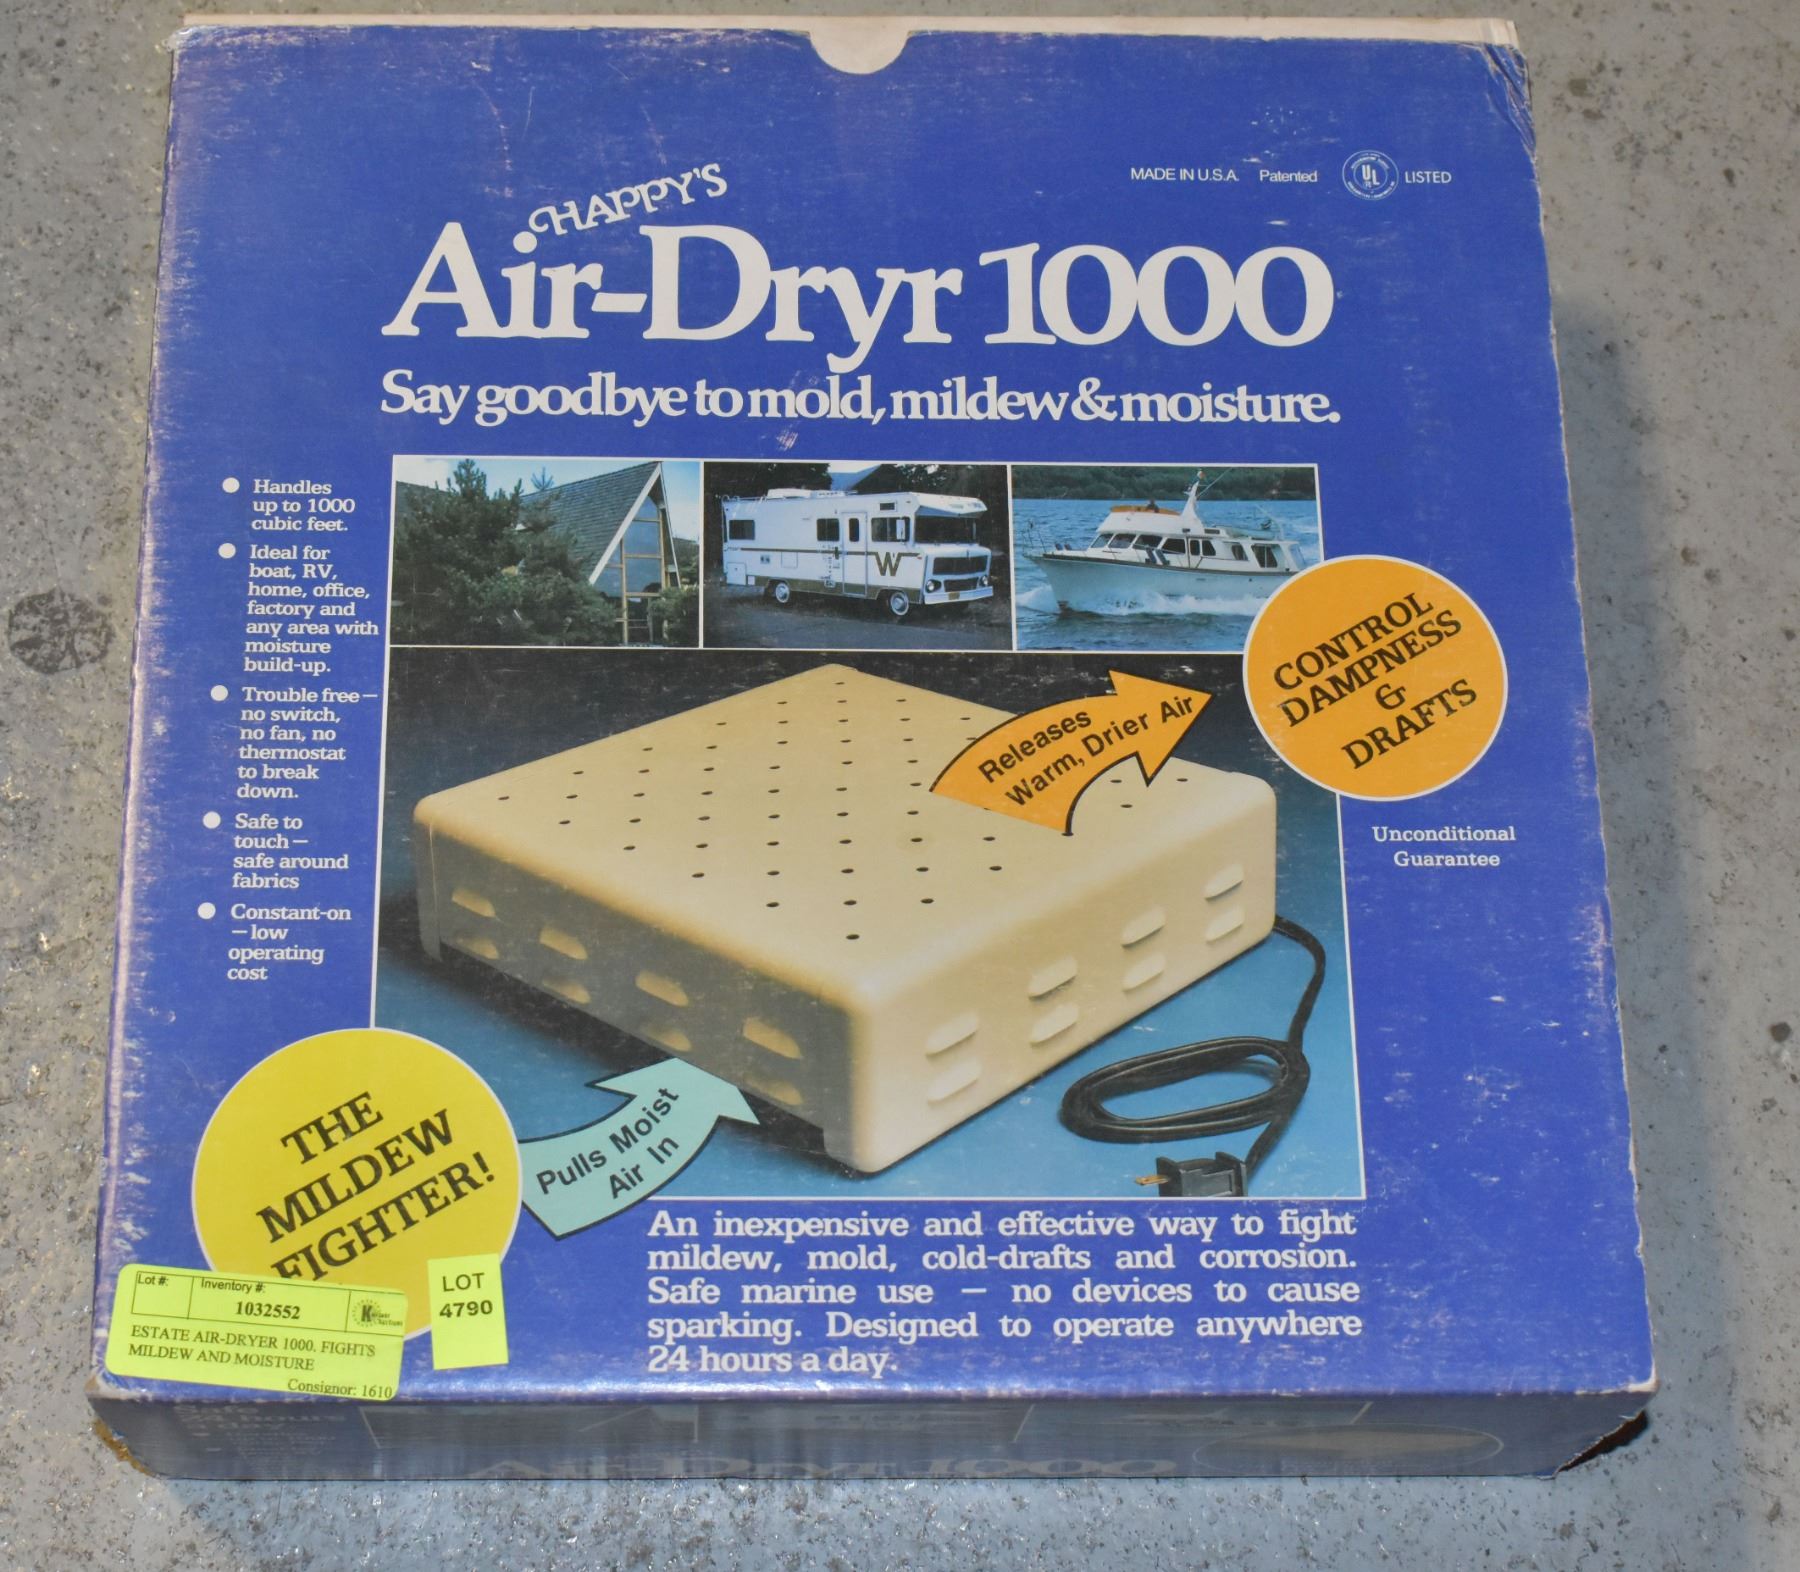 MADE IN U.S.A. Patented UL LISTED
HAPPY'S
Air-Dryr 1000
Say goodbye to mold, mildew & moisture.
Handles
up to 1000
cubic feet.
Ideal for
boat, RV,
home, office,
factory and
any area with
moisture
build-up.
Trouble free —
no switch,
no fan, no
thermostat
to break
down.
Safe to
touch —
safe around
fabrics
Constant-on
— low
operating
cost
W
CONTROL
DAMPNESS
&
DRAFTS
Releases
Warm, Drier Air
Unconditional
Guarantee
Pulls Moist
Air In
THE
MILDEW
FIGHTER!
An inexpensive and effective way to fight
mildew, mold, cold-drafts and corrosion.
Safe marine use — no devices to cause
sparking. Designed to operate anywhere
24 hours a day.
Lot #: Inventory #:
1032552
ESTATE AIR-DRYER 1000. FIGHTS
MILDEW AND MOISTURE
Consignor: 1610
LOT
4790
Air-Dryr 1000